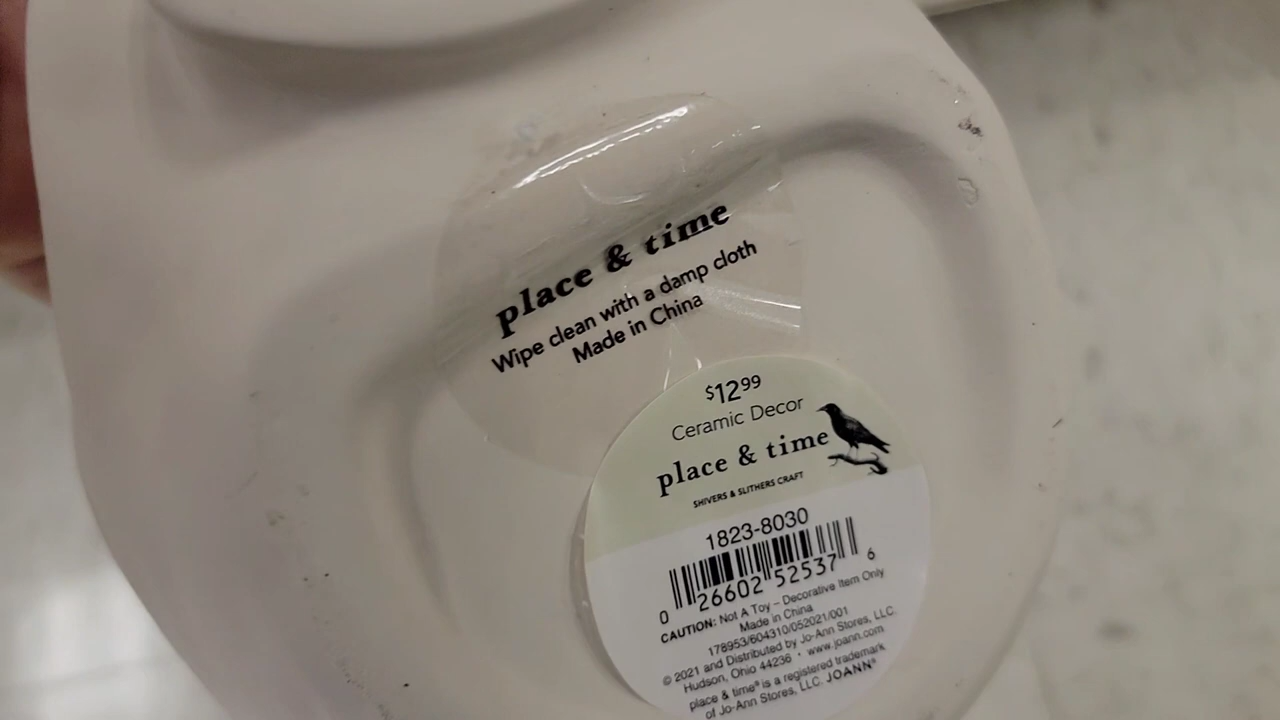 place & time
Wipe clean with a damp cloth
Made in China
$12.99
Ceramic Decor
place & time
SHIVERS & SLITHERS CRAFT
1823-8030
0 26602 52537 6
CAUTION: Not A Toy – Decorative Item Only
Made in China
178953/604310/052021/001
© 2021 and Distributed by Jo-Ann Stores, LLC.
Hudson, Ohio 44236 • www.joann.com
place & time® is a registered trademark
of Jo-Ann Stores, LLC. JOANN®